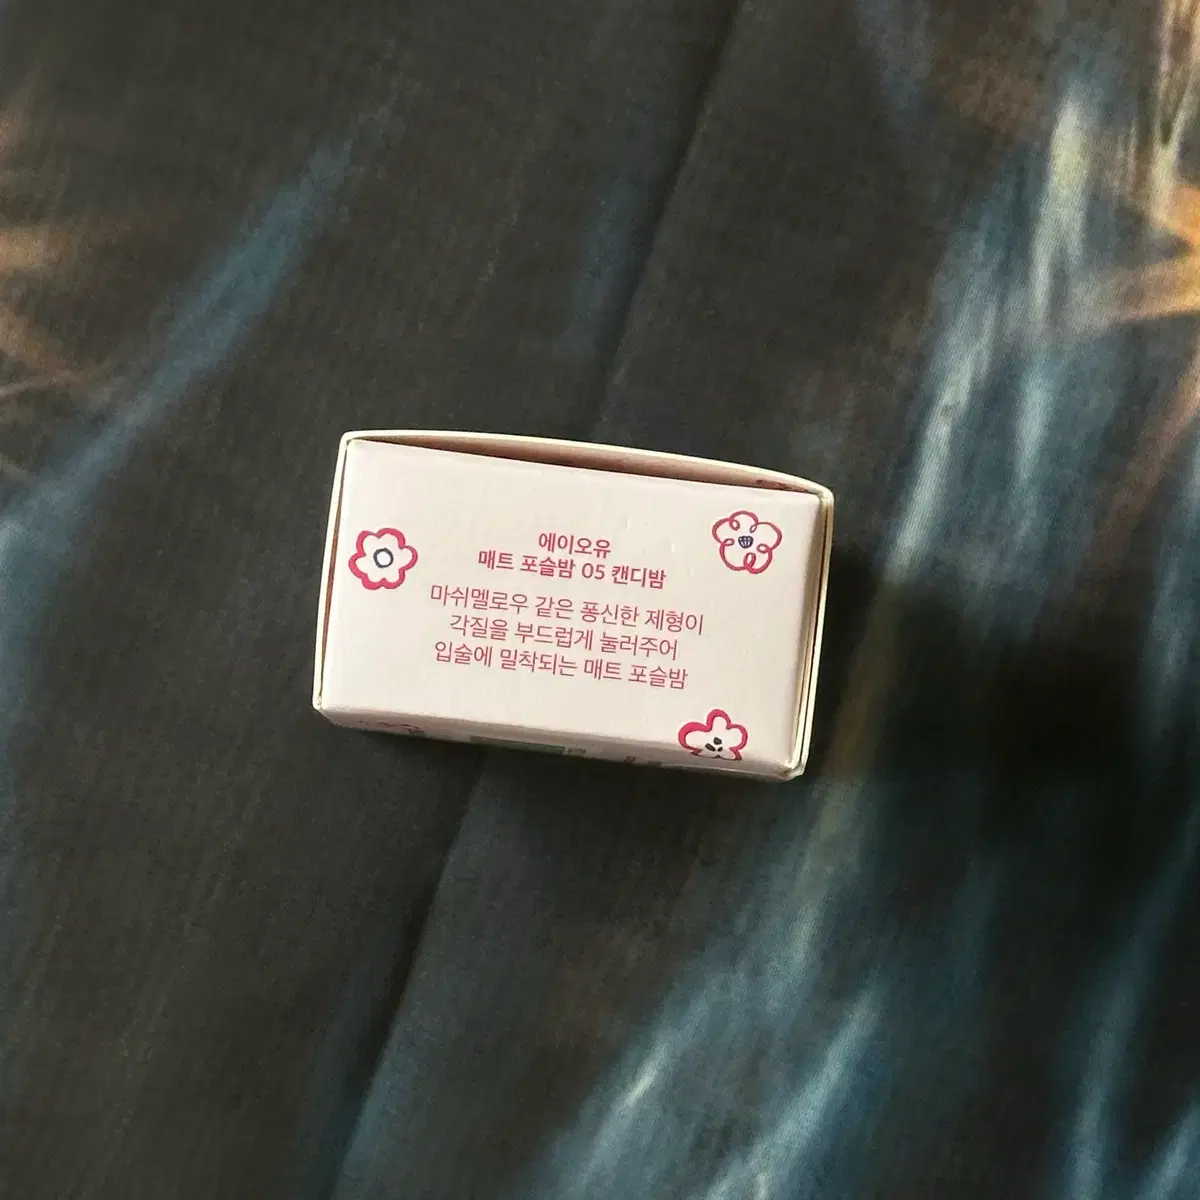 에이오유
매트 포슬밤 05 캔디밤
마쉬멜로우 같은 퐁신한 제형이
각질을 부드럽게 눌러주어
입술에 밀착되는 매트 포슬밤